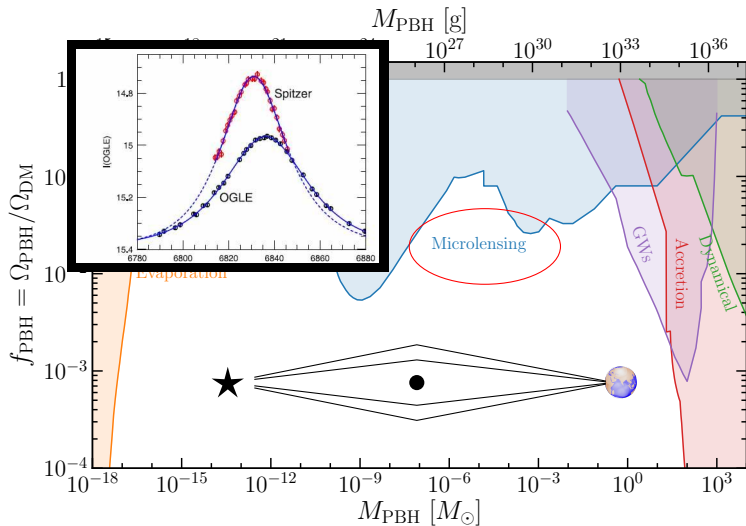 M_PBH [g]
10^27 10^30 10^33 10^36
14,8
15
15,2
15,4
I(OGLE)
Spitzer
OGLE
6780 6800 6820 6840 6860 6880
f_PBH = Ω_PBH/Ω_DM
10^-3
10^-4
Evaporation
Microlensing
GWs
Accretion
Dynamical
10^-18 10^-15 10^-12 10^-9 10^-6 10^-3 10^0 10^3
M_PBH [M_⊙]